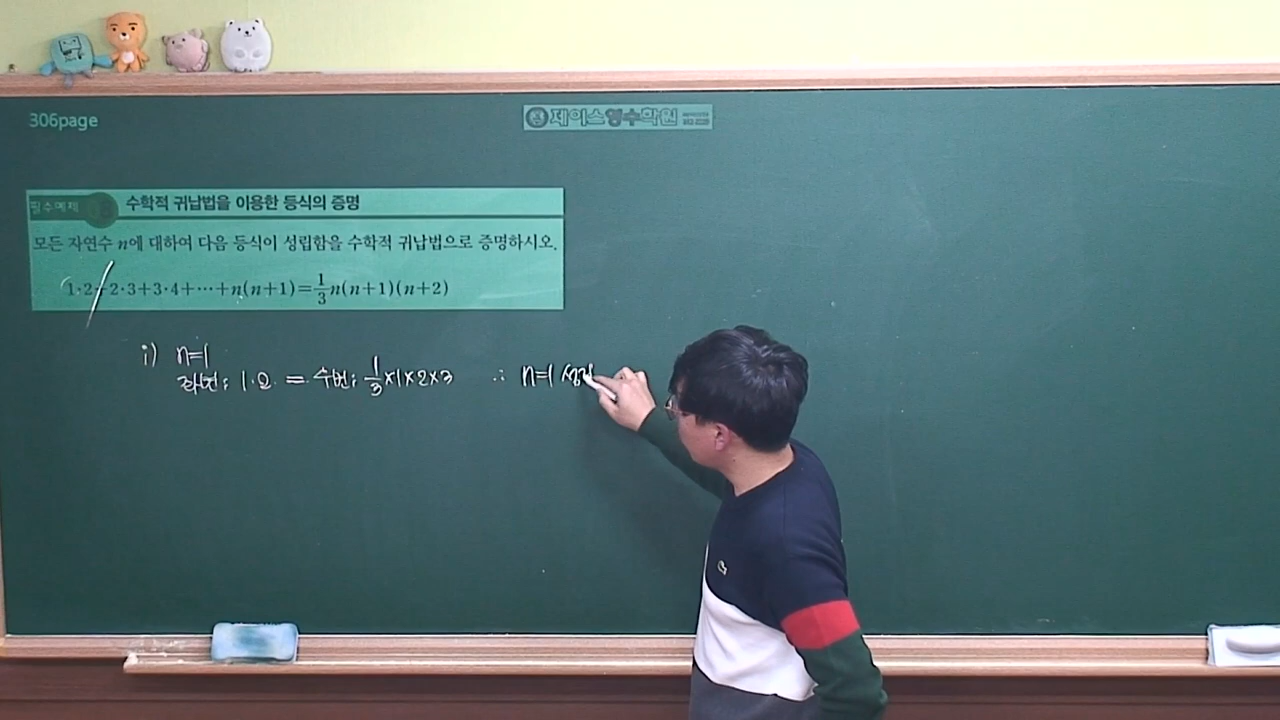 306page
제이스영수학원
필수예제 수학적 귀납법을 이용한 등식의 증명
모든 자연수 n에 대하여 다음 등식이 성립함을 수학적 귀납법으로 증명하시오.
1·2+2·3+3·4+⋯+n(n+1)=1/3n(n+1)(n+2)
i) n=1
좌변: 1·2 = 우변: 1/3×1×2×3 ∴ n=1 성립